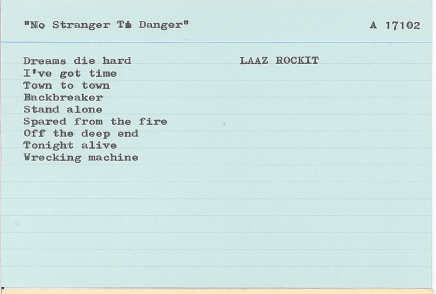 "No Stranger To Danger" A 17102
Dreams die hard LAAZ ROCKIT
I've got time
Town to town
Backbreaker
Stand alone
Spared from the fire
Off the deep end
Tonight alive
Wrecking machine